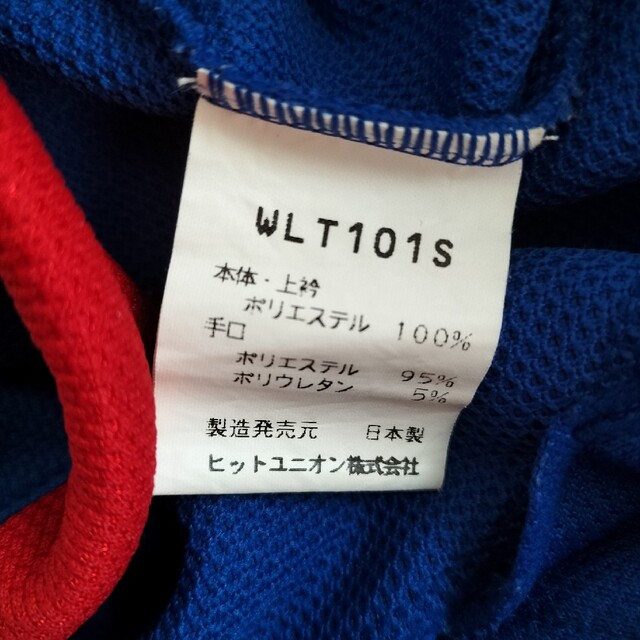 WLT101S
本体・上衿
ポリエステル 100%
手口
ポリエステル 95%
ポリウレタン 5%
製造発売元 日本製
ヒットユニオン株式会社